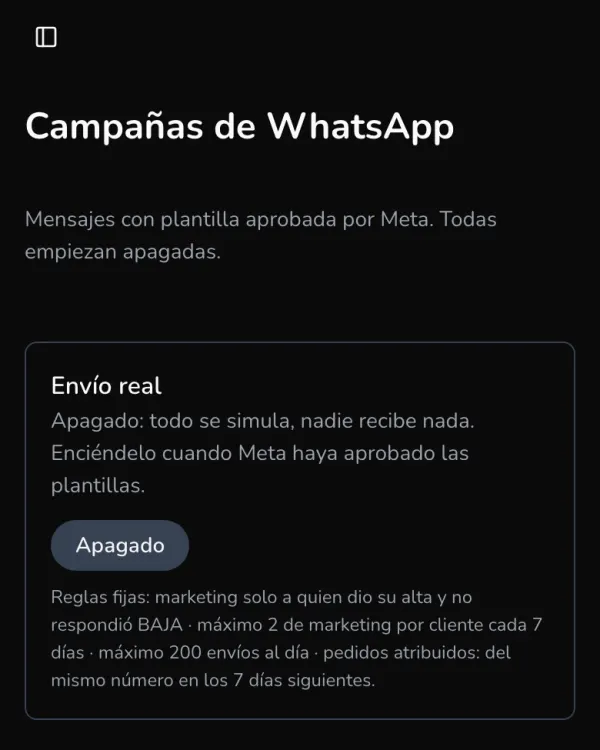 Campañas de WhatsApp
Mensajes con plantilla aprobada por Meta. Todas
empiezan apagadas.
Envío real
Apagado: todo se simula, nadie recibe nada.
Enciéndelo cuando Meta haya aprobado las
plantillas.
Apagado
Reglas fijas: marketing solo a quien dio su alta y no
respondió BAJA · máximo 2 de marketing por cliente cada 7
días · máximo 200 envíos al día · pedidos atribuidos: del
mismo número en los 7 días siguientes.